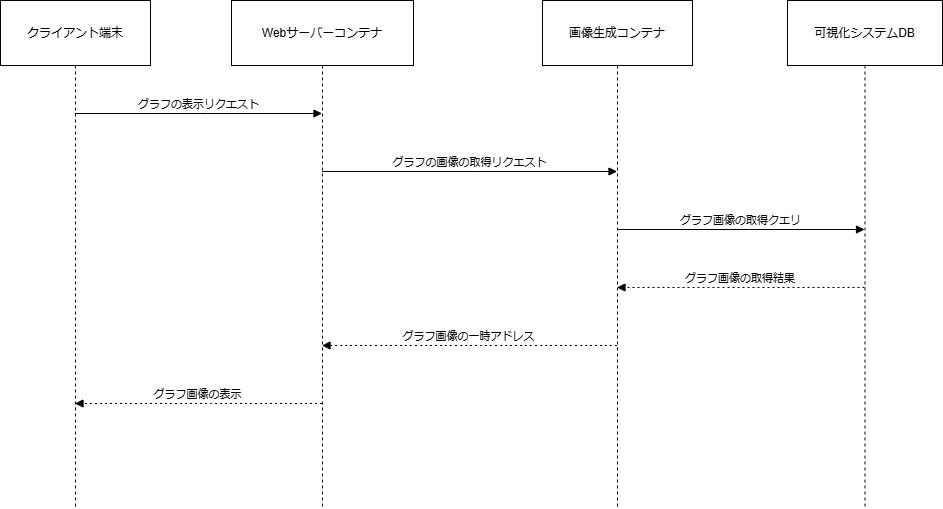 クライアント端末
Webサーバーコンテナ
画像生成コンテナ
可視化システムDB
グラフの表示リクエスト
グラフの画像の取得リクエスト
グラフ画像の取得クエリ
グラフ画像の取得結果
グラフ画像の一時アドレス
グラフ画像の表示